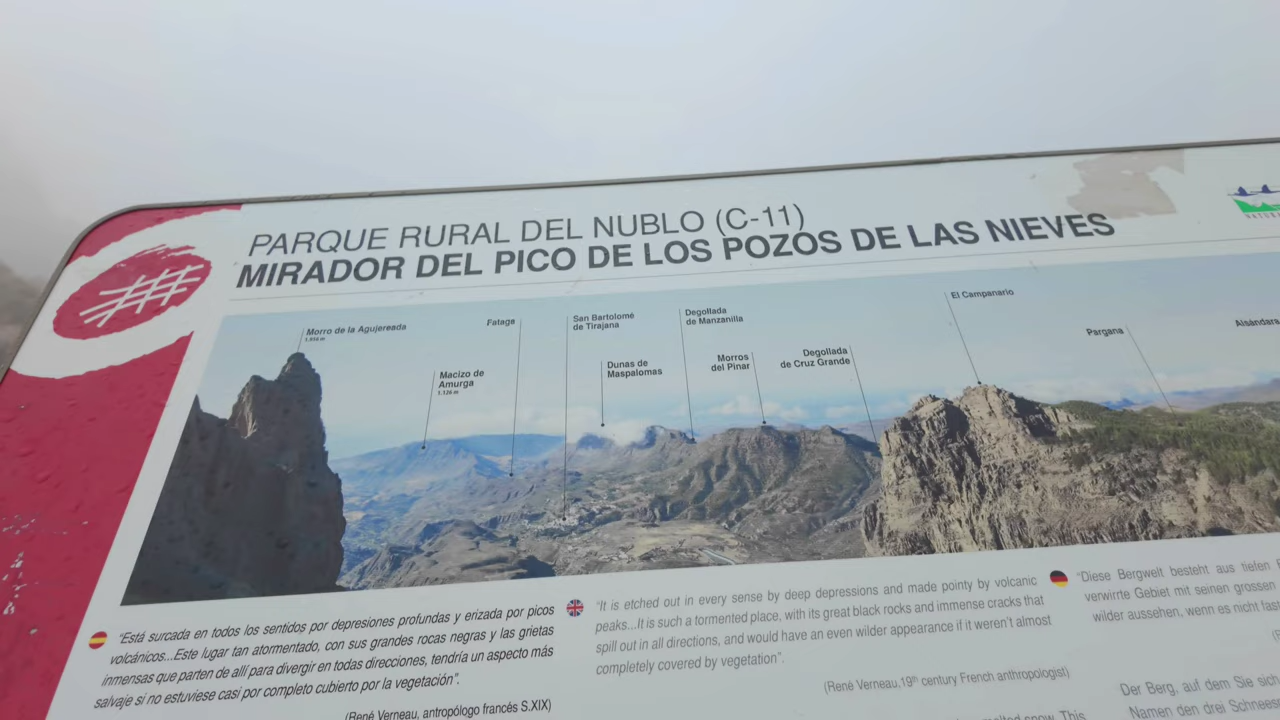 PARQUE RURAL DEL NUBLO (C-11)
MIRADOR DEL PICO DE LOS POZOS DE LAS NIEVES
Morro de la Agujereada
Macizo de
Amurga
1.126 m
Fataga
San Bartolomé
de Tirajana
Dunas de
Maspalomas
Degollada
de Manzanilla
Morros
del Pinar
Degollada
de Cruz Grande
El Campanario
Pargana
Alsándara
"Está surcada en todos los sentidos por depresiones profundas y erizada por picos
volcánicos...Este lugar tan atormentado, con sus grandes rocas negras y las grietas
inmensas que parten de allí para divergir en todas direcciones, tendría un aspecto más
salvaje si no estuviese casi por completo cubierto por la vegetación".
(René Verneau, antropólogo francés S.XIX)
"It is etched out in every sense by deep depressions and made pointy by volcanic
peaks...It is such a tormented place, with its great black rocks and immense cracks that
spill out in all directions, and would have an even wilder appearance if it weren't almost
completely covered by vegetation".
(René Verneau,19th century French anthropologist)
melted snow. This
"Diese Bergwelt besteht aus tiefen
verwirrte Gebiet mit seinen grossen
wilder aussehen, wenn es nicht fast
Der Berg, auf dem Sie sich
Namen den drei